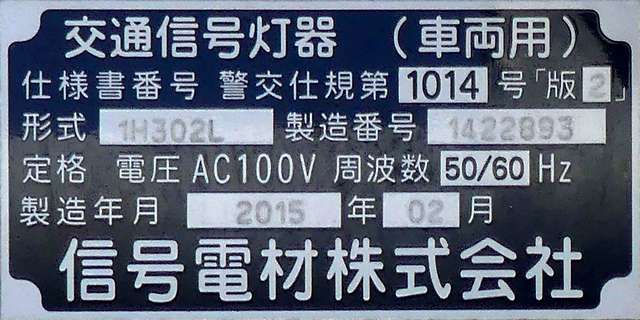 交通信号灯器 （車両用）
仕様書番号 警交仕規第 1014 号「版 2」
形式 1H302L 製造番号 1422893
定格 電圧 AC100V 周波数 50/60 Hz
製造年月 2015 年 02 月
信号電材株式会社